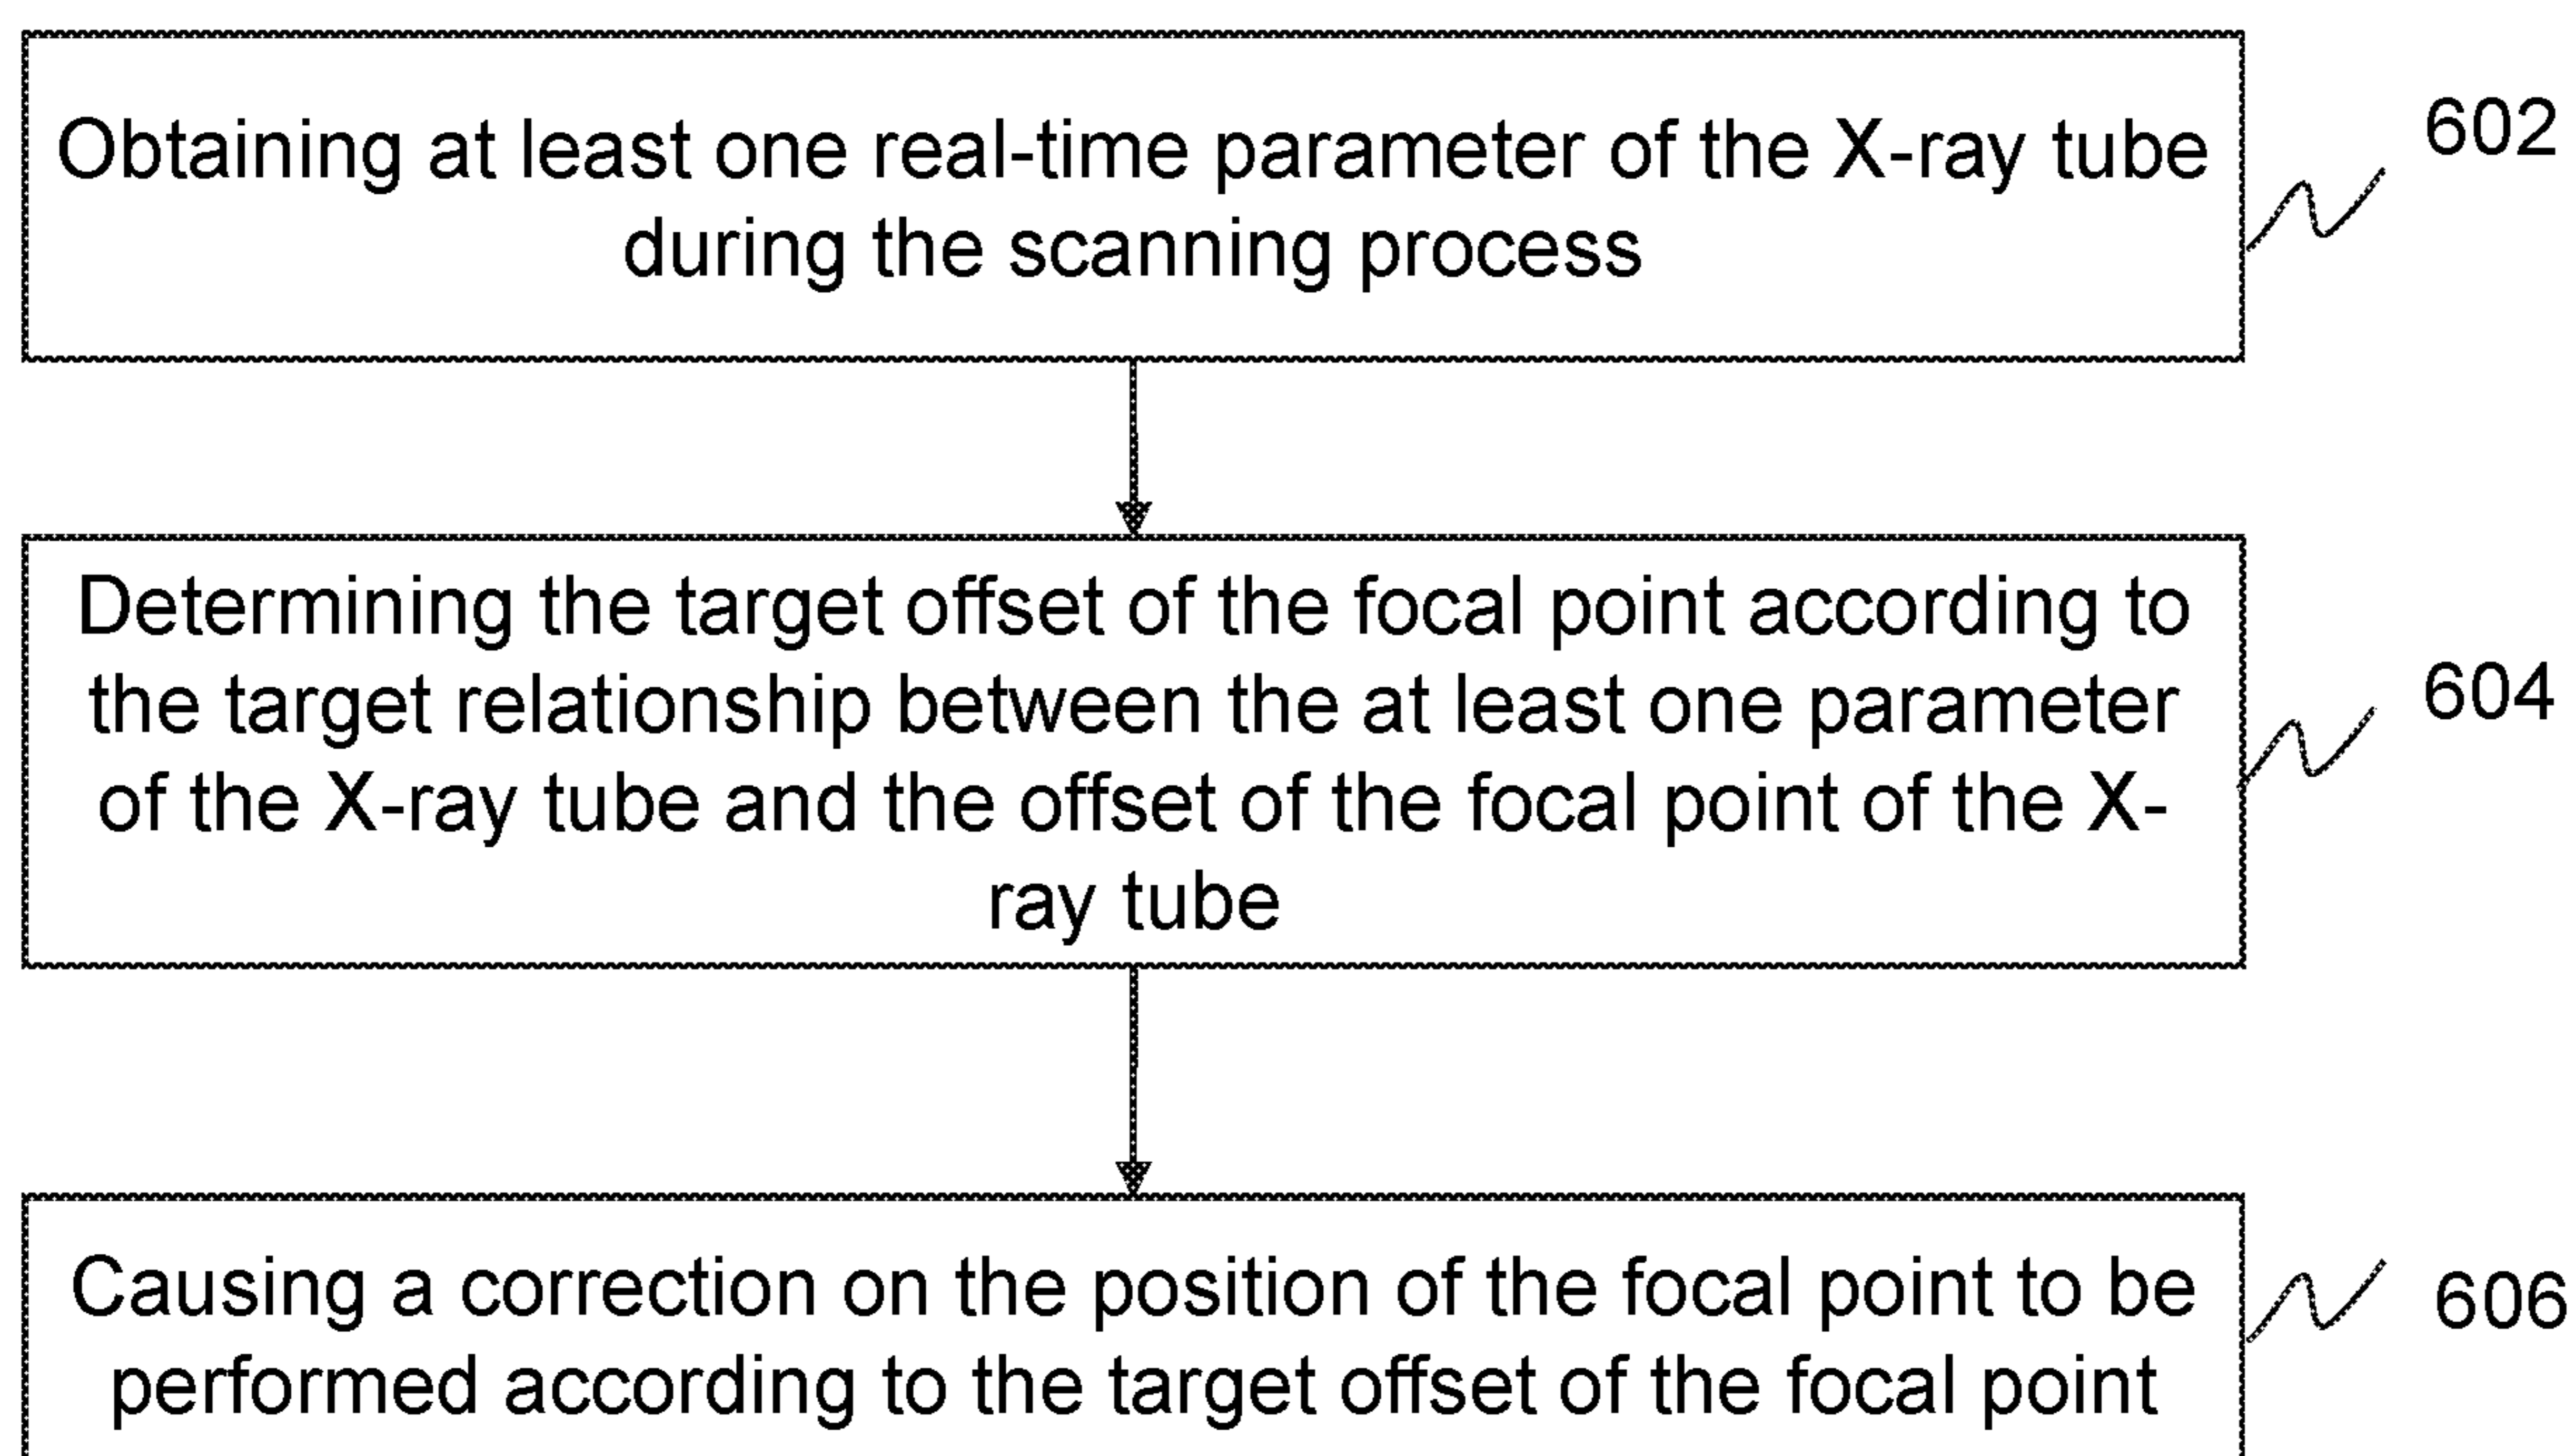 Obtaining at least one real-time parameter of the X-ray tube
during the scanning process
602
Determining the target offset of the focal point according to
the target relationship between the at least one parameter
of the X-ray tube and the offset of the focal point of the X-
ray tube
604
Causing a correction on the position of the focal point to be
performed according to the target offset of the focal point
606